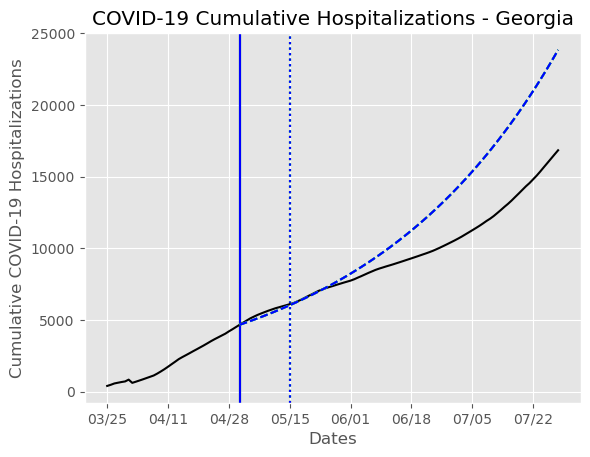 COVID-19 Cumulative Hospitalizations - Georgia
Cumulative COVID-19 Hospitalizations
25000
20000
15000
10000
5000
0
03/25 04/11 04/28 05/15 06/01 06/18 07/05 07/22
Dates